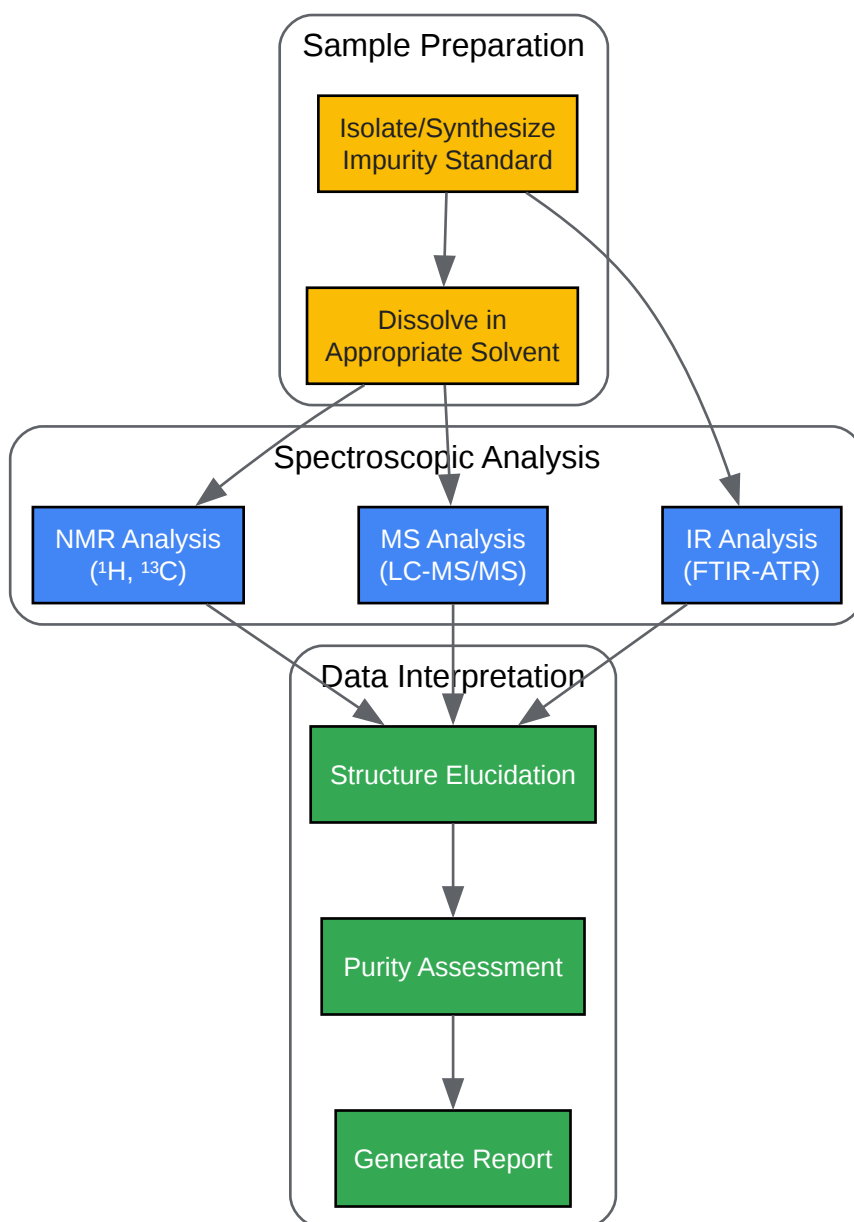 Sample Preparation
Isolate/Synthesize
Impurity Standard
Dissolve in
Appropriate Solvent
Spectroscopic Analysis
NMR Analysis
(¹H, ¹³C)
MS Analysis
(LC-MS/MS)
IR Analysis
(FTIR-ATR)
Data Interpretation
Structure Elucidation
Purity Assessment
Generate Report